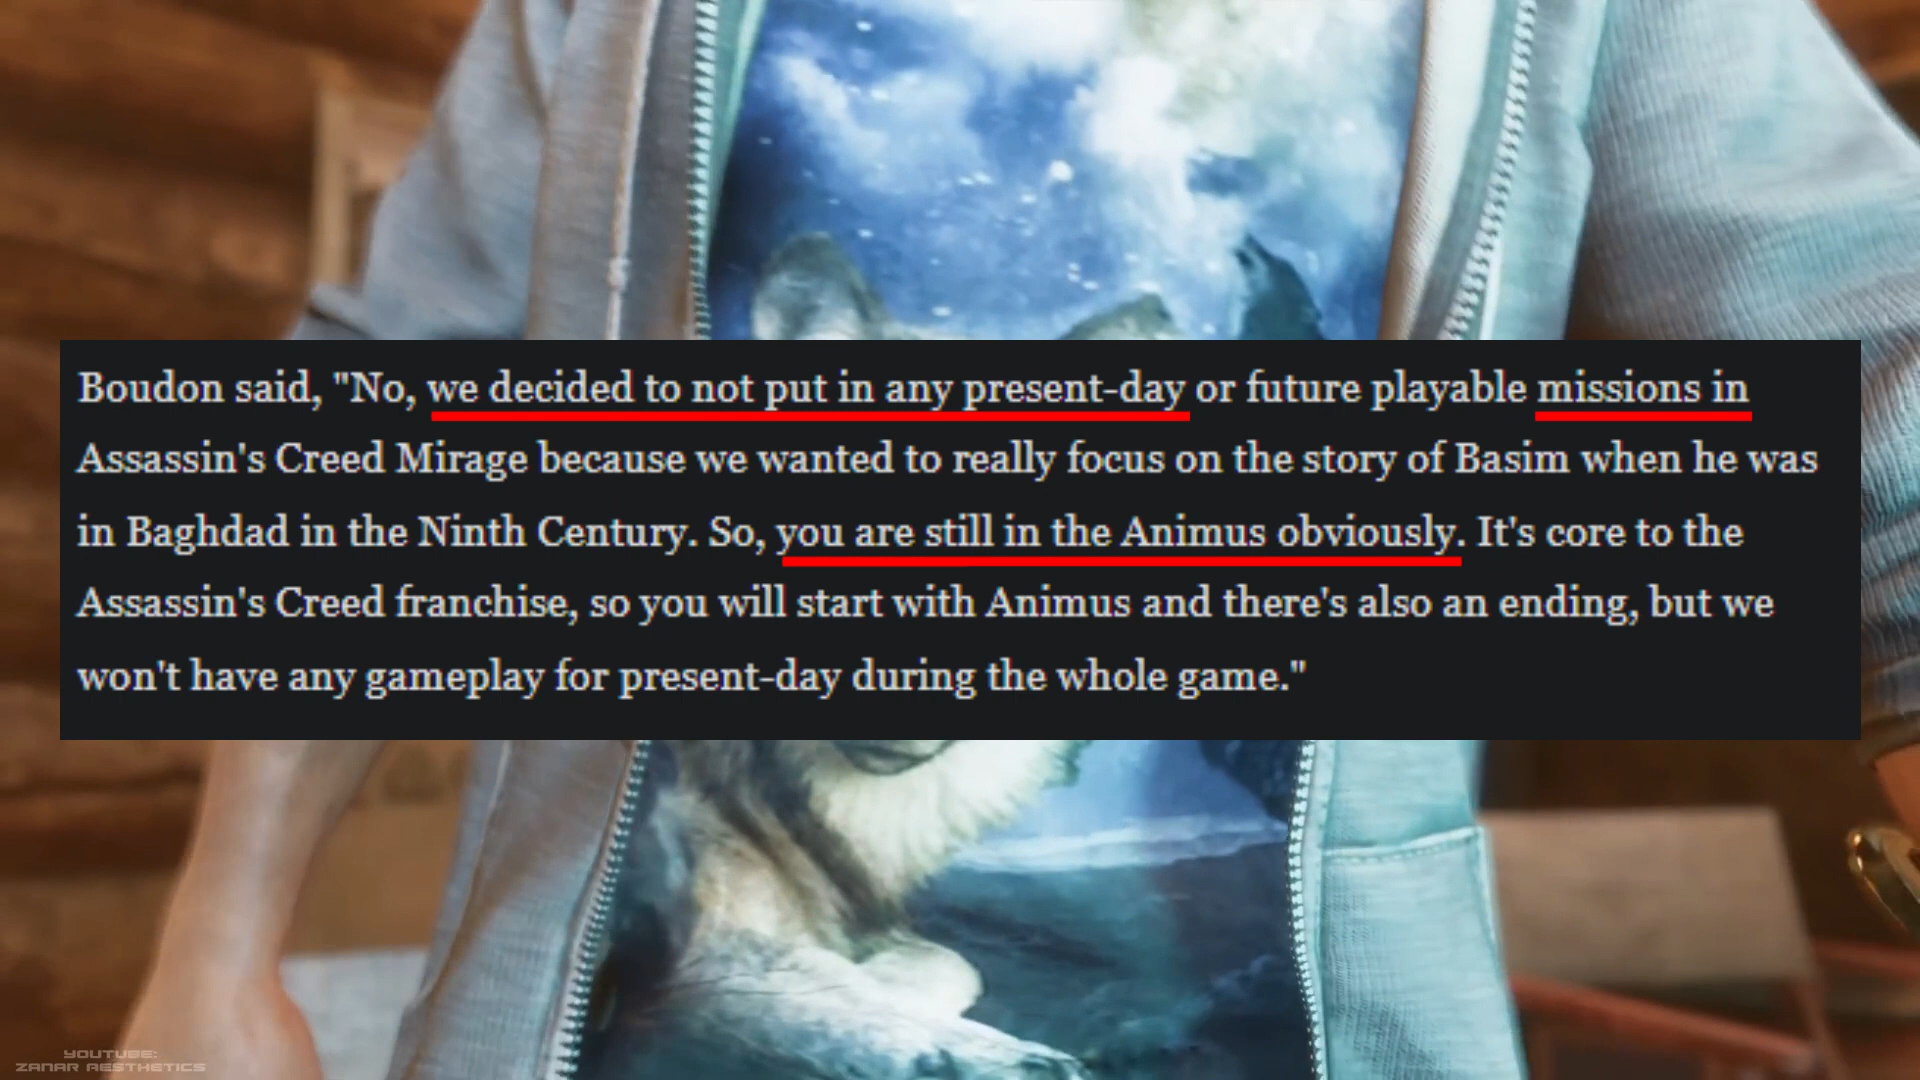 Boudon said, "No, we decided to not put in any present-day or future playable missions in
Assassin's Creed Mirage because we wanted to really focus on the story of Basim when he was
in Baghdad in the Ninth Century. So, you are still in the Animus obviously. It's core to the
Assassin's Creed franchise, so you will start with Animus and there's also an ending, but we
won't have any gameplay for present-day during the whole game."
YOUTUBE:
ZANAR AESTHETICS